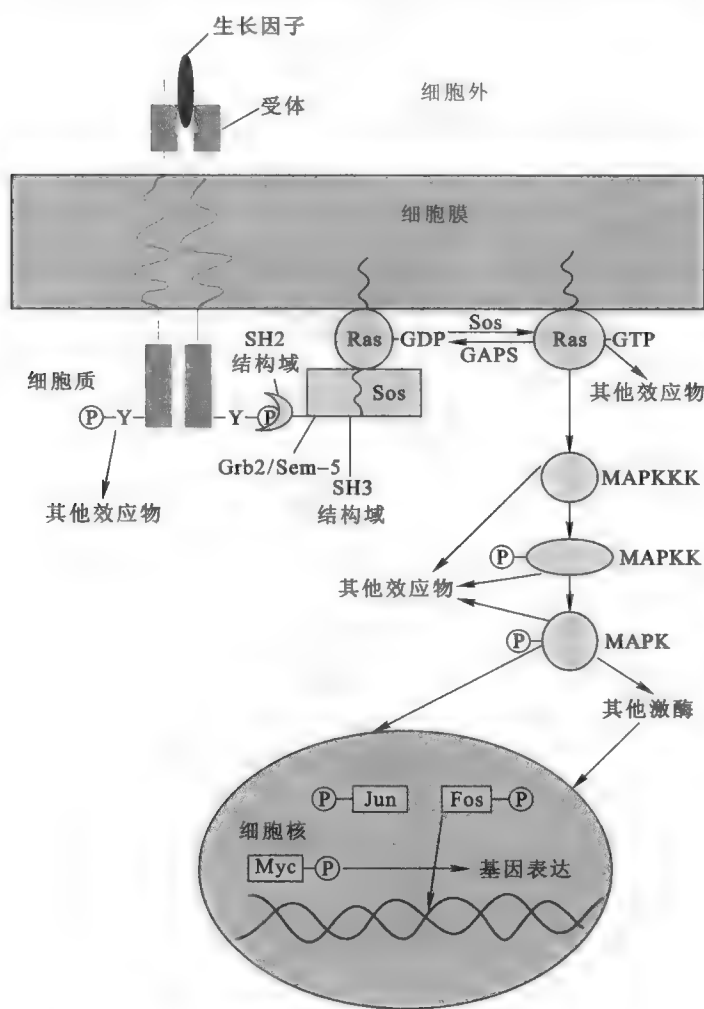 生长因子
受体
细胞外
细胞膜
SH2
结构域
Ras
GDP
Sos
GAPS
Ras
GTP
细胞质
P
Y
Y
P
Sos
其他效应物
Grb2/Sem-5
SH3
结构域
其他效应物
MAPKKK
P
MAPKK
其他效应物
P
MAPK
其他激酶
P
Jun
Fos
P
细胞核
Myc
P
基因表达